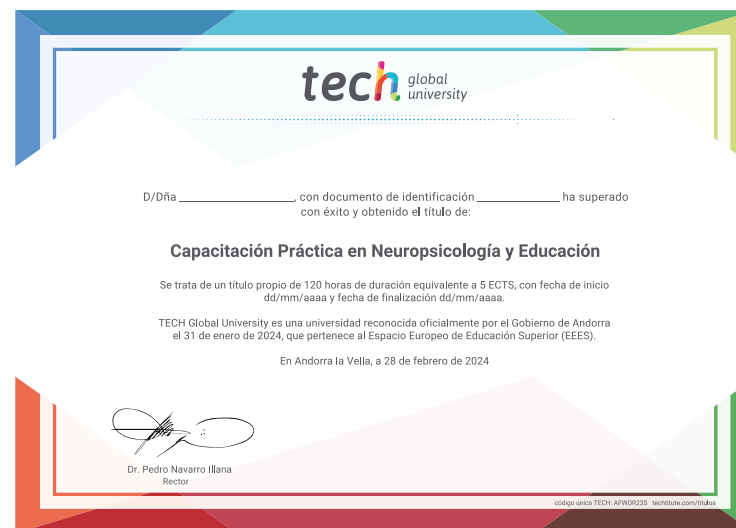 tech global university
D/Dña ____________________, con documento de identificación ______________ ha superado
con éxito y obtenido el título de:
Capacitación Práctica en Neuropsicología y Educación
Se trata de un título propio de 120 horas de duración equivalente a 5 ECTS, con fecha de inicio
dd/mm/aaaa y fecha de finalización dd/mm/aaaa.
TECH Global University es una universidad reconocida oficialmente por el Gobierno de Andorra
el 31 de enero de 2024, que pertenece al Espacio Europeo de Educación Superior (EEES).
En Andorra la Vella, a 28 de febrero de 2024
Dr. Pedro Navarro Illana
Rector
código único TECH: AFWOR23S techtitute.com/titulos